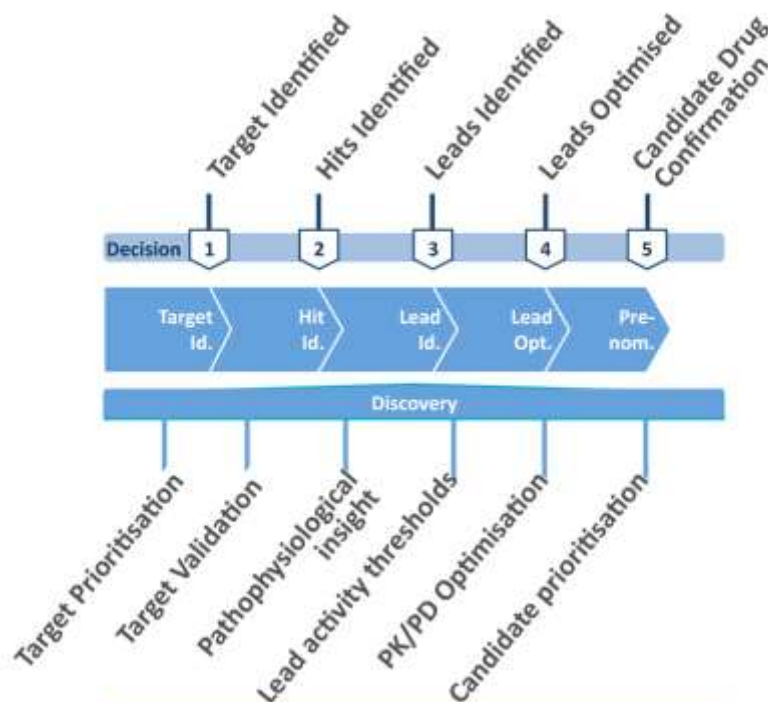 Target Identified
Hits Identified
Leads Identified
Leads Optimised
Candidate Drug
Confirmation
Decision 1 2 3 4 5
Target
Id.
Hit
Id.
Lead
Id.
Lead
Opt.
Pre-
nom.
Discovery
Target Prioritisation
Target Validation
Pathophysiological
insight
Lead activity thresholds
PK/PD Optimisation
Candidate prioritisation